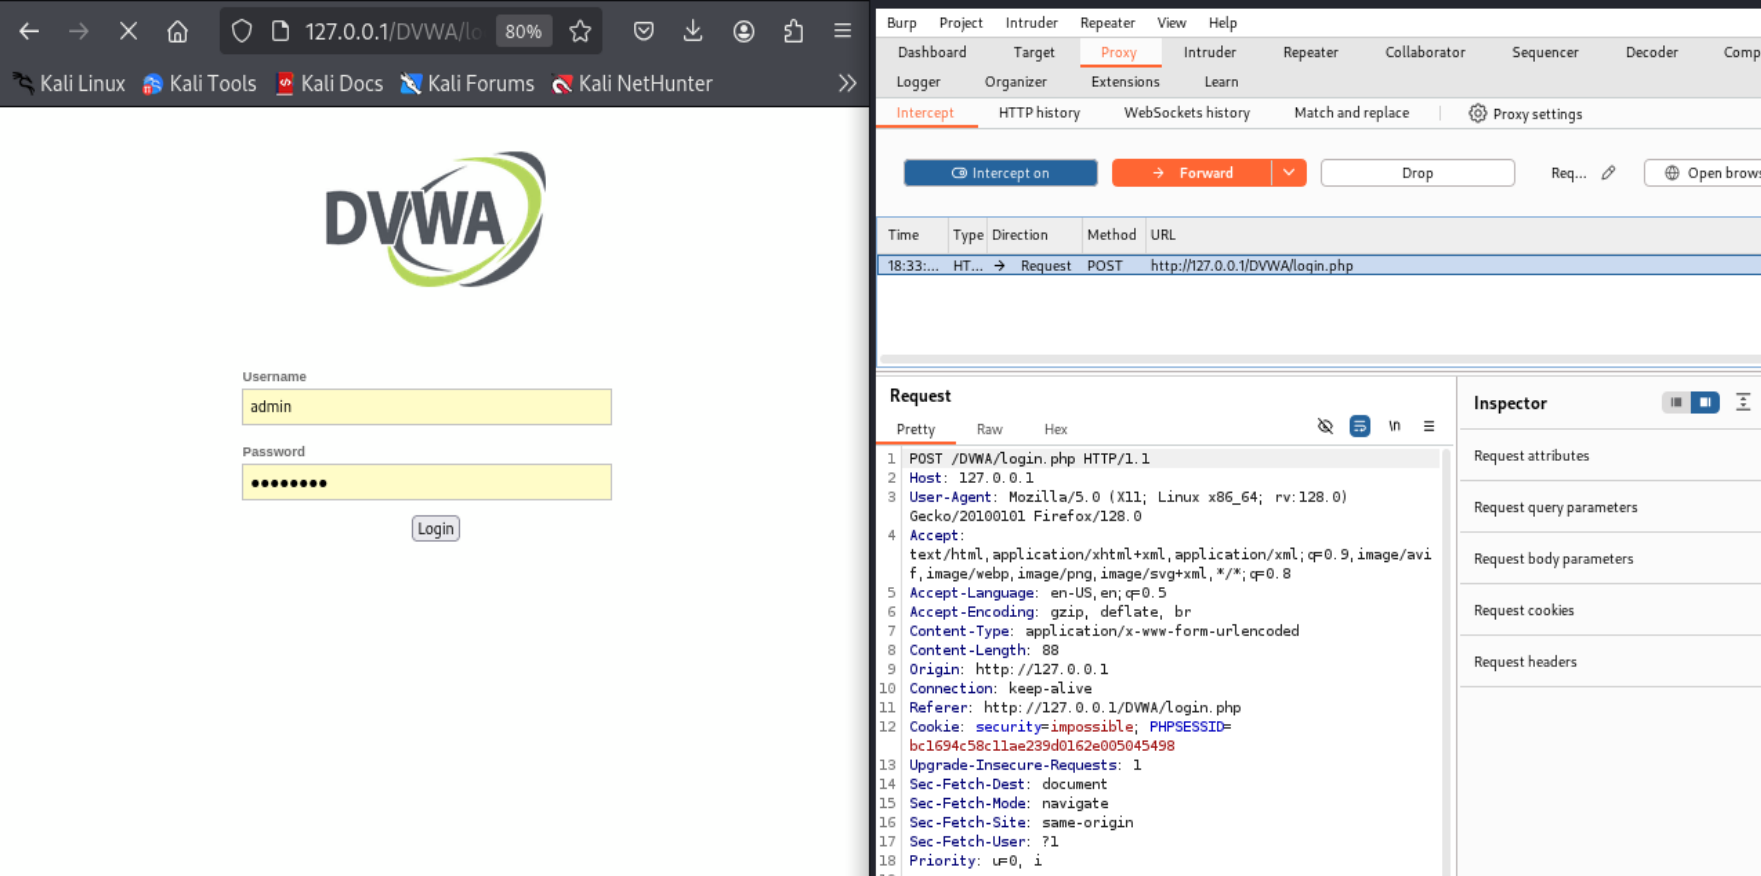 127.0.0.1/DVWA/lo
80%
Kali Linux
Kali Tools
Kali Docs
Kali Forums
Kali NetHunter
DVWA
Username
admin
Password
Login
Burp Project Intruder Repeater View Help
Dashboard Target Proxy Intruder Repeater Collaborator Sequencer Decoder Comp
Logger Organizer Extensions Learn
Intercept HTTP history WebSockets history Match and replace Proxy settings
Intercept on Forward Drop Req... Open brows
Time Type Direction Method URL
18:33:... HT... → Request POST http://127.0.0.1/DVWA/login.php
Request
Pretty Raw Hex
\n
1 POST /DVWA/login.php HTTP/1.1
2 Host: 127.0.0.1
3 User-Agent: Mozilla/5.0 (X11; Linux x86_64; rv:128.0)
Gecko/20100101 Firefox/128.0
4 Accept:
text/html,application/xhtml+xml,application/xml;q=0.9,image/avi
f,image/webp,image/png,image/svg+xml,*/*;q=0.8
5 Accept-Language: en-US,en;q=0.5
6 Accept-Encoding: gzip, deflate, br
7 Content-Type: application/x-www-form-urlencoded
8 Content-Length: 88
9 Origin: http://127.0.0.1
10 Connection: keep-alive
11 Referer: http://127.0.0.1/DVWA/login.php
12 Cookie: security=impossible; PHPSESSID=
bc1694c58c11ae239d0162e005045498
13 Upgrade-Insecure-Requests: 1
14 Sec-Fetch-Dest: document
15 Sec-Fetch-Mode: navigate
16 Sec-Fetch-Site: same-origin
17 Sec-Fetch-User: ?1
18 Priority: u=0, i
Inspector
Request attributes
Request query parameters
Request body parameters
Request cookies
Request headers